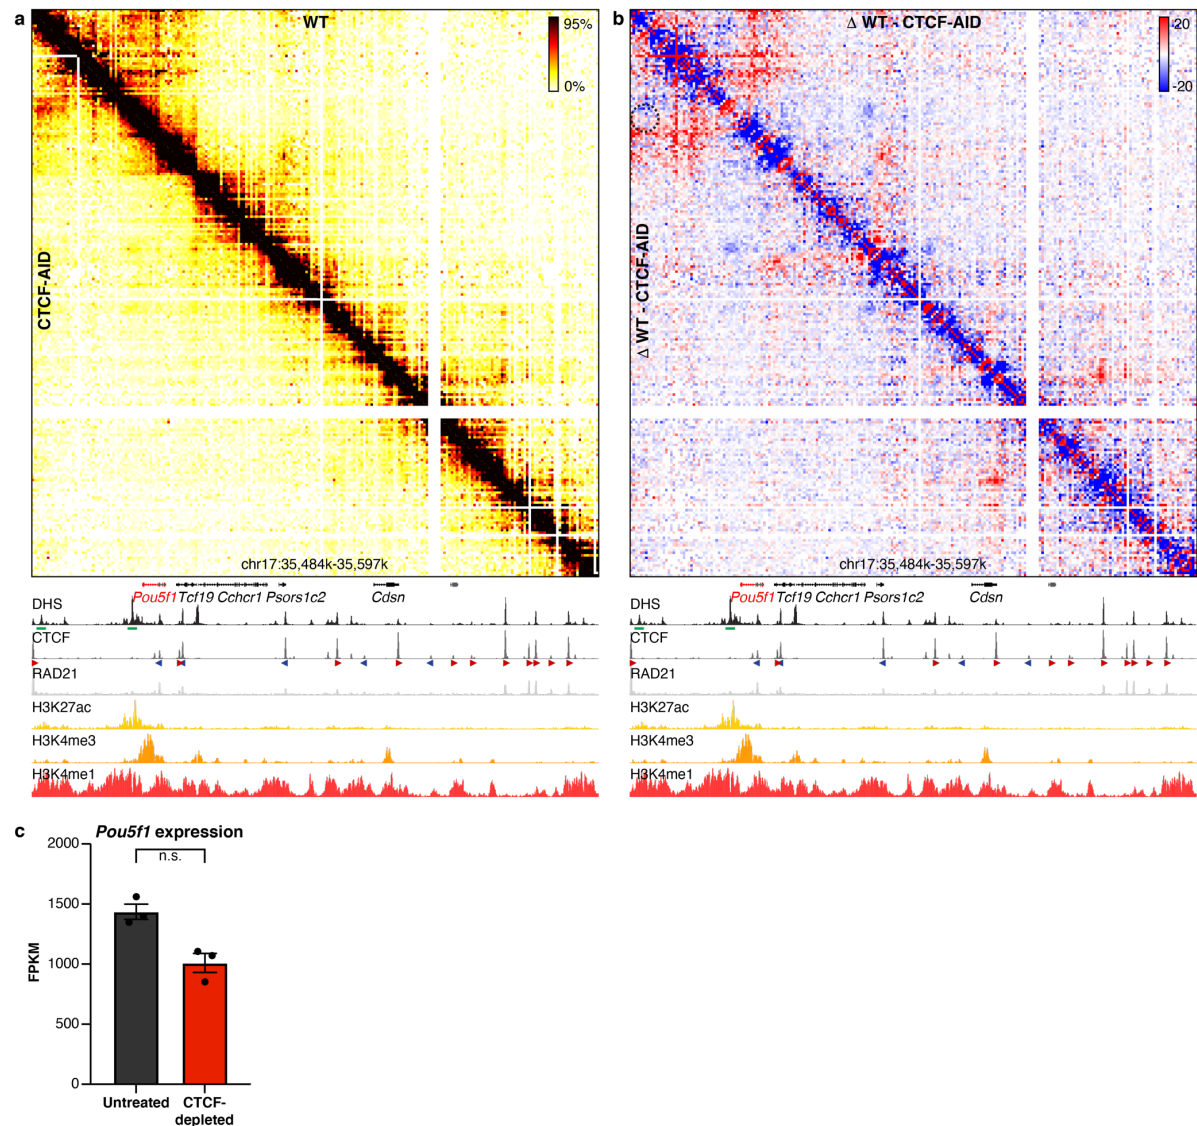 a
WT
95%
0%
CTCF-AID
chr17:35,484k-35,597k
Pou5f1 Tcf19 Cchcr1 Psors1c2 Cdsn
DHS
CTCF
RAD21
H3K27ac
H3K4me3
H3K4me1
b
Δ WT - CTCF-AID
20
-20
Δ WT - CTCF-AID
chr17:35,484k-35,597k
Pou5f1 Tcf19 Cchcr1 Psors1c2 Cdsn
DHS
CTCF
RAD21
H3K27ac
H3K4me3
H3K4me1
c
Pou5f1 expression
n.s.
2000
1500
1000
500
0
FPKM
Untreated
CTCF-
depleted